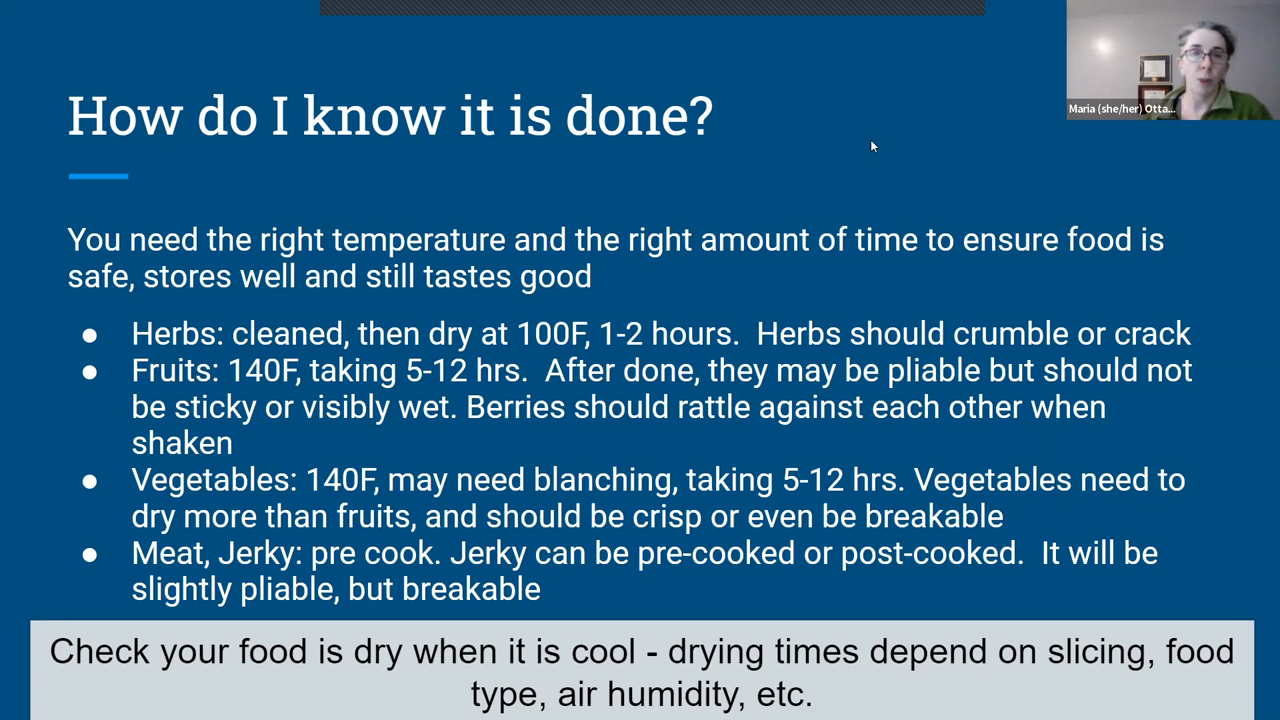 Maria (she/her) Otta...
How do I know it is done?
You need the right temperature and the right amount of time to ensure food is
safe, stores well and still tastes good
● Herbs: cleaned, then dry at 100F, 1-2 hours.  Herbs should crumble or crack
● Fruits: 140F, taking 5-12 hrs.  After done, they may be pliable but should not
be sticky or visibly wet. Berries should rattle against each other when
shaken
● Vegetables: 140F, may need blanching, taking 5-12 hrs. Vegetables need to
dry more than fruits, and should be crisp or even be breakable
● Meat, Jerky: pre cook. Jerky can be pre-cooked or post-cooked.  It will be
slightly pliable, but breakable
Check your food is dry when it is cool - drying times depend on slicing, food
type, air humidity, etc.